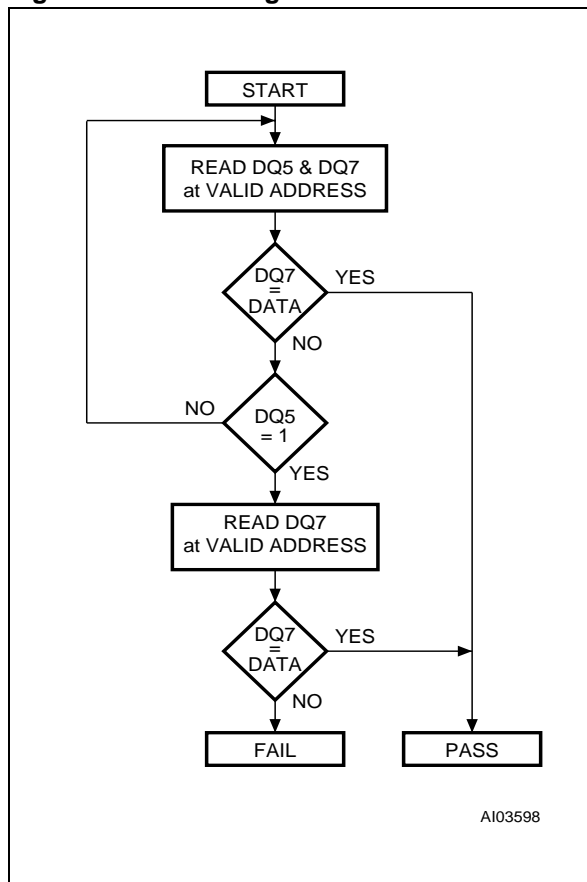 START
READ DQ5 & DQ7
at VALID ADDRESS
DQ7
=
DATA
YES
NO
DQ5
= 1
NO
YES
READ DQ7
at VALID ADDRESS
DQ7
=
DATA
YES
NO
FAIL
PASS
AI03598